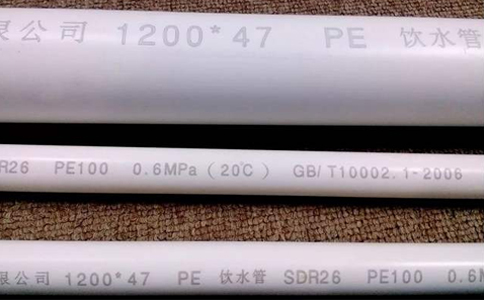 限公司 1200*47 PE 饮水管
R26 PE100 0.6MPa (20℃) GB/T10002.1-2006
限公司 1200*47 PE 饮水管 SDR26 PE100 0.6M